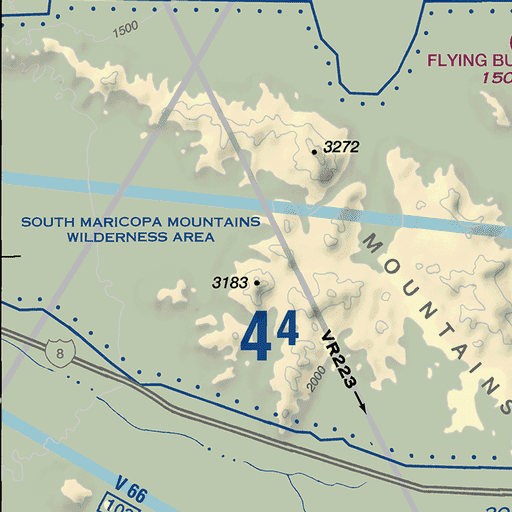 1500
FLYING BU
150
3272
SOUTH MARICOPA MOUNTAINS
WILDERNESS AREA
MOUNTAINS
3183
44
VR223
8
2000
V 66